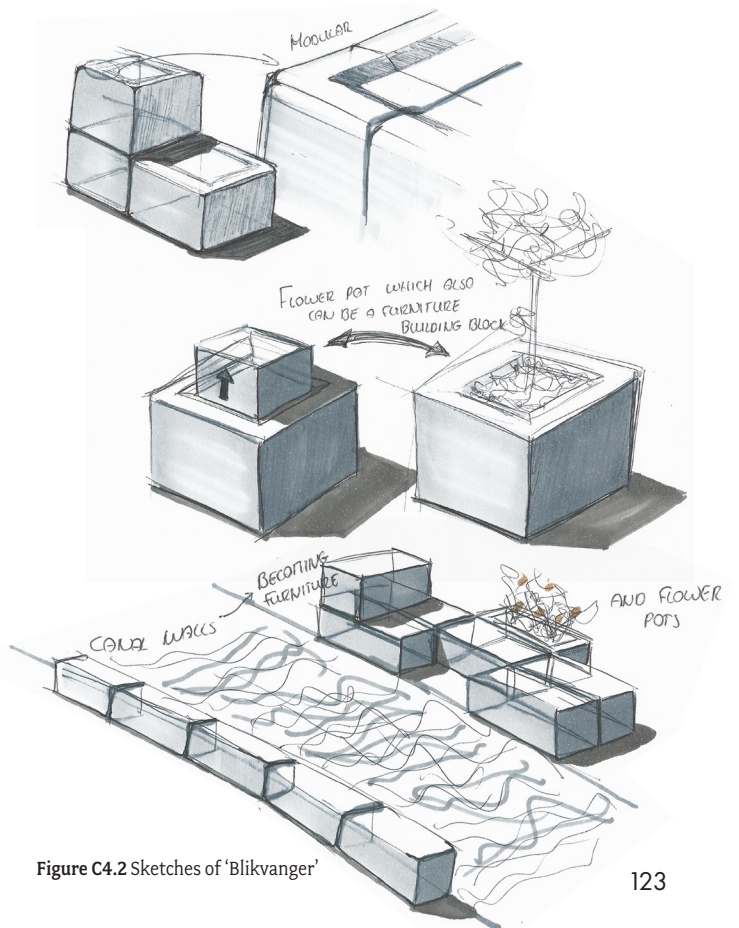 MODULAR
FLOWER POT WHICH ALSO
CAN BE A FURNITURE
BUILDING BLOCK
BECOMING
FURNITURE
CANAL WALLS
AND FLOWER
POTS
Figure C4.2 Sketches of ‘Blikvanger’
123